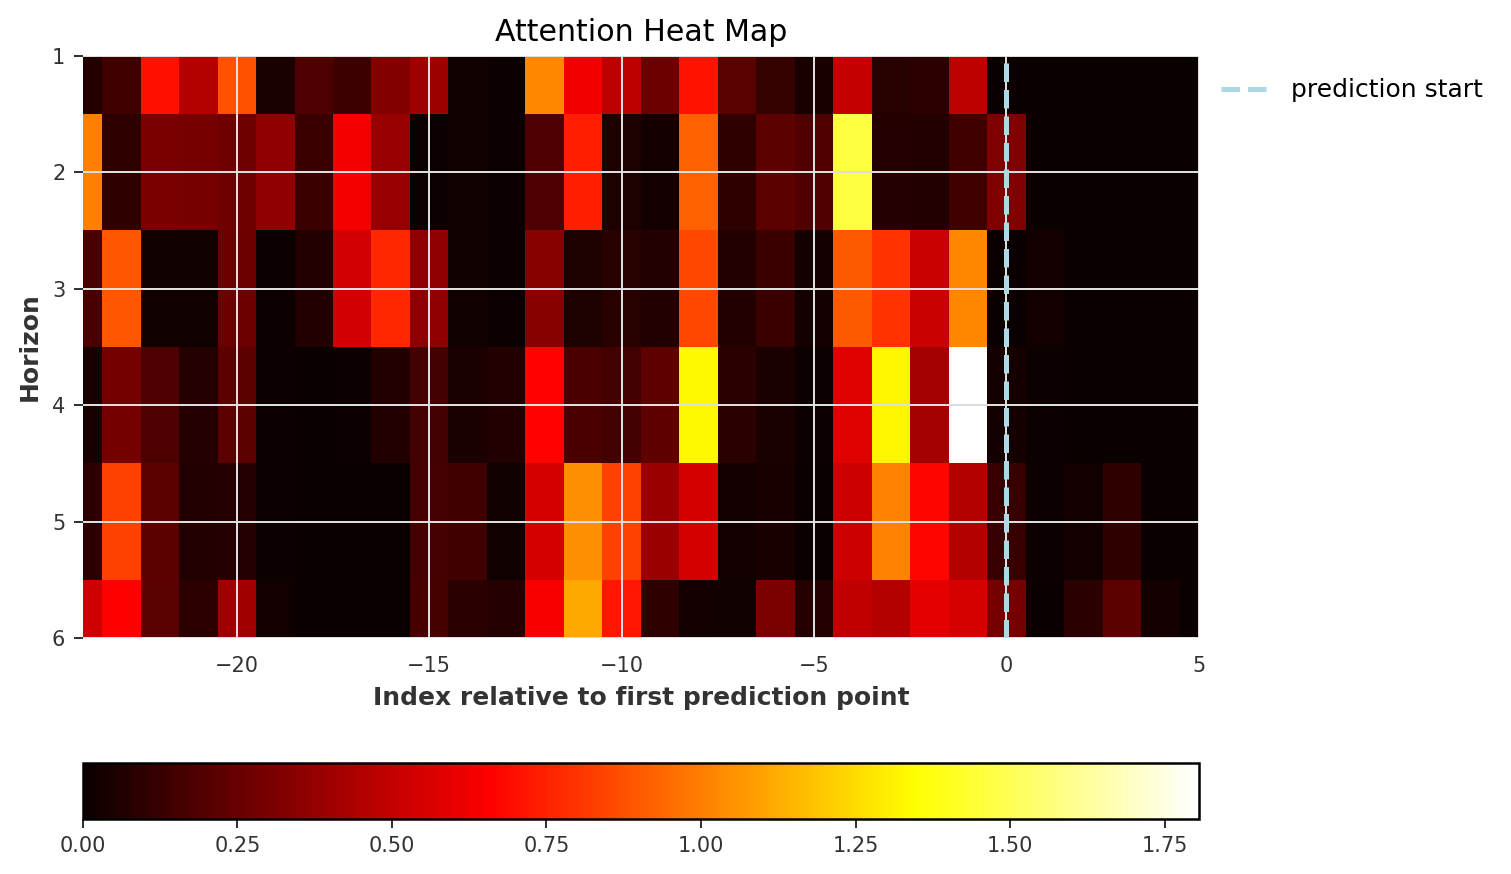 Attention Heat Map
prediction start
Horizon
1
2
3
4
5
6
−20 −15 −10 −5 0 5
Index relative to first prediction point
0.00 0.25 0.50 0.75 1.00 1.25 1.50 1.75